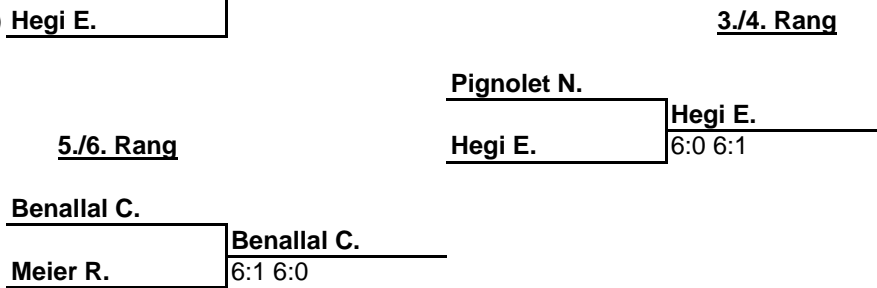 ) Hegi E.
3./4. Rang
Pignolet N.
Hegi E.
5./6. Rang
Hegi E.
6:0 6:1
Benallal C.
Benallal C.
Meier R.
6:1 6:0